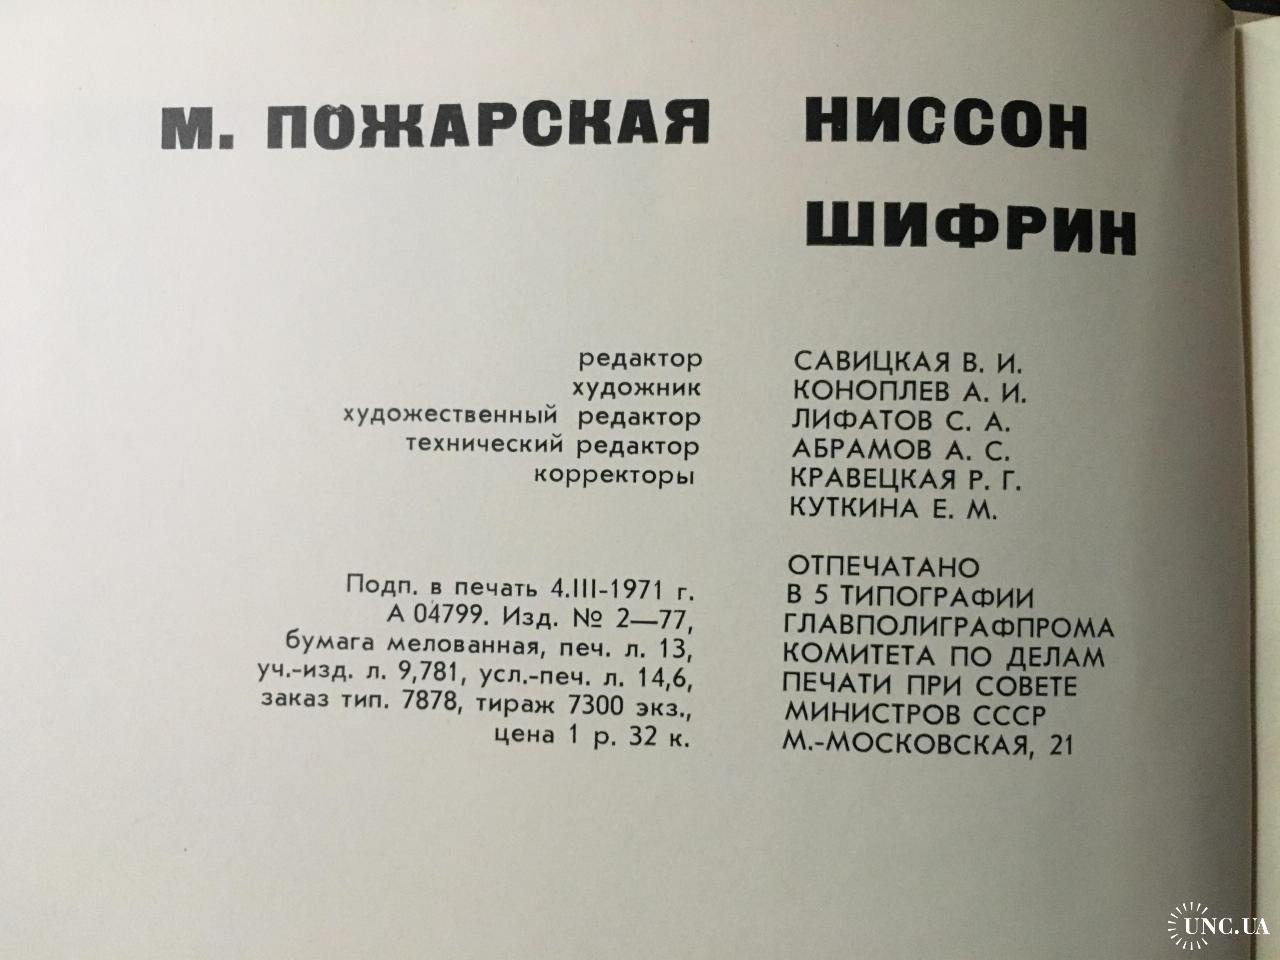 М. ПОЖАРСКАЯ НИССОН
ШИФРИН
редактор САВИЦКАЯ В. И.
художник КОНОПЛЕВ А. И.
художественный редактор ЛИФАТОВ С. А.
технический редактор АБРАМОВ А. С.
корректоры КРАВЕЦКАЯ Р. Г.
КУТКИНА Е. М.
Подп. в печать 4.III-1971 г.
А 04799. Изд. № 2—77,
бумага мелованная, печ. л. 13,
уч.-изд. л. 9,781, усл.-печ. л. 14,6,
заказ тип. 7878, тираж 7300 экз.,
цена 1 р. 32 к.
ОТПЕЧАТАНО
В 5 ТИПОГРАФИИ
ГЛАВПОЛИГРАФПРОМА
КОМИТЕТА ПО ДЕЛАМ
ПЕЧАТИ ПРИ СОВЕТЕ
МИНИСТРОВ СССР
М.-МОСКОВСКАЯ, 21
UNC.UA